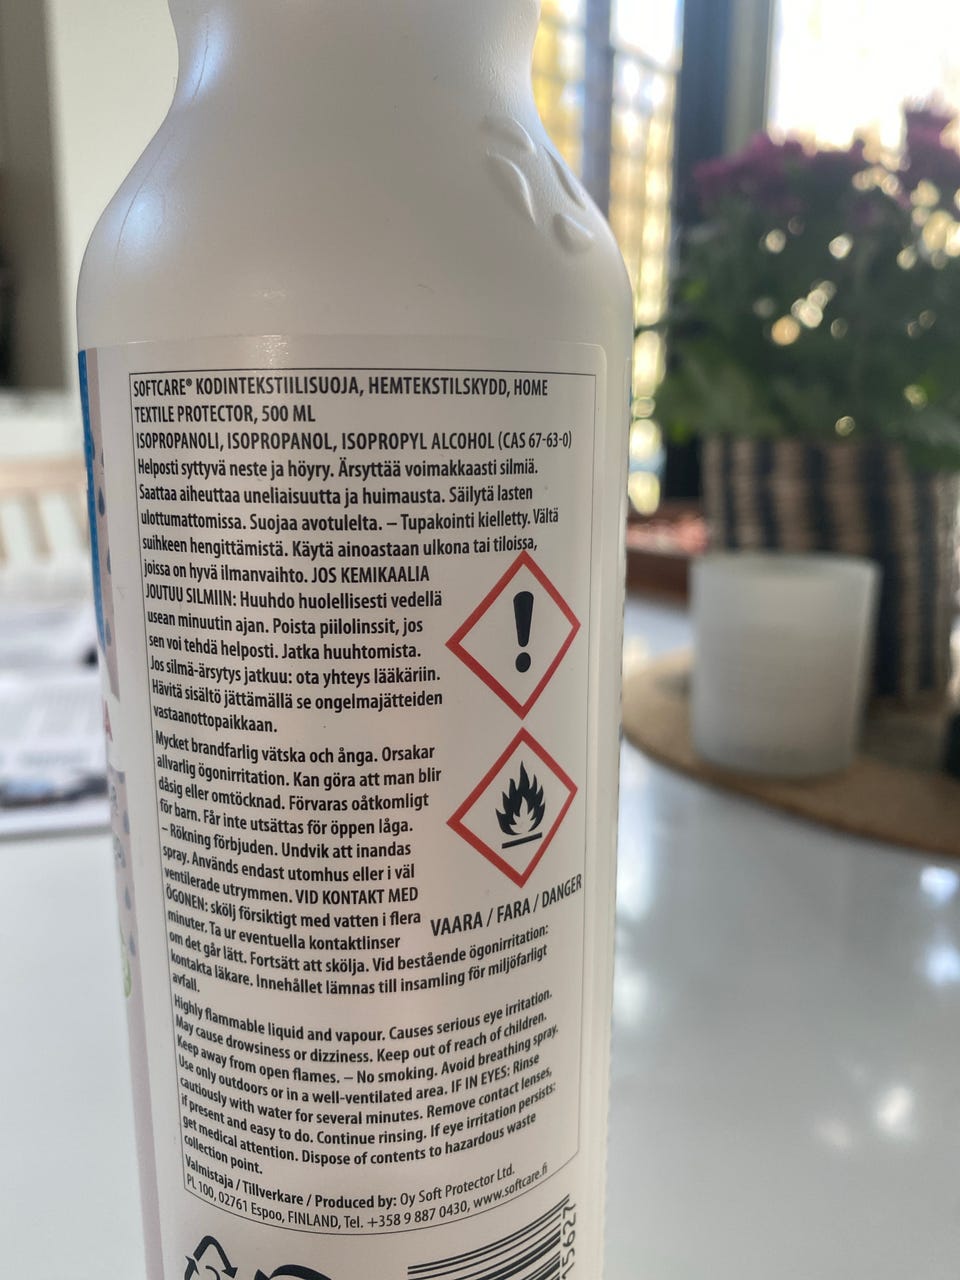 SOFTCARE® KODINTEKSTIILISUOJA, HEMTEKSTILSKYDD, HOME
TEXTILE PROTECTOR, 500 ML
ISOPROPANOLI, ISOPROPANOL, ISOPROPYL ALCOHOL (CAS 67-63-0)
Helposti syttyvä neste ja höyry. Ärsyttää voimakkaasti silmiä.
Saattaa aiheuttaa uneliaisuutta ja huimausta. Säilytä lasten
ulottumattomissa. Suojaa avotulelta. – Tupakointi kielletty. Vältä
suihkeen hengittämistä. Käytä ainoastaan ulkona tai tiloissa,
joissa on hyvä ilmanvaihto. JOS KEMIKAALIA
JOUTUU SILMIIN: Huuhdo huolellisesti vedellä
usean minuutin ajan. Poista piilolinssit, jos
sen voi tehdä helposti. Jatka huuhtomista.
Jos silmä-ärsytys jatkuu: ota yhteys lääkäriin.
Hävitä sisältö jättämällä se ongelmajätteiden
vastaanottopaikkaan.
Mycket brandfarlig vätska och ånga. Orsakar
allvarlig ögonirritation. Kan göra att man blir
dåsig eller omtöcknad. Förvaras oåtkomligt
för barn. Får inte utsättas för öppen låga.
– Rökning förbjuden. Undvik att inandas
spray. Används endast utomhus eller i väl
ventilerade utrymmen. VID KONTAKT MED
ÖGONEN: skölj försiktigt med vatten i flera
minuter. Ta ur eventuella kontaktlinser
om det går lätt. Fortsätt att skölja. Vid bestående ögonirritation:
kontakta läkare. Innehållet lämnas till insamling för miljöfarligt
avfall.
VAARA / FARA / DANGER
Highly flammable liquid and vapour. Causes serious eye irritation.
May cause drowsiness or dizziness. Keep out of reach of children.
Keep away from open flames. – No smoking. Avoid breathing spray.
Use only outdoors or in a well-ventilated area. IF IN EYES: Rinse
cautiously with water for several minutes. Remove contact lenses,
if present and easy to do. Continue rinsing. If eye irritation persists:
get medical attention. Dispose of contents to hazardous waste
collection point.
Valmistaja / Tillverkare / Produced by: Oy Soft Protector Ltd.
PL 100, 02761 Espoo, FINLAND, Tel. +358 9 887 0430, www.softcare.fi
15627